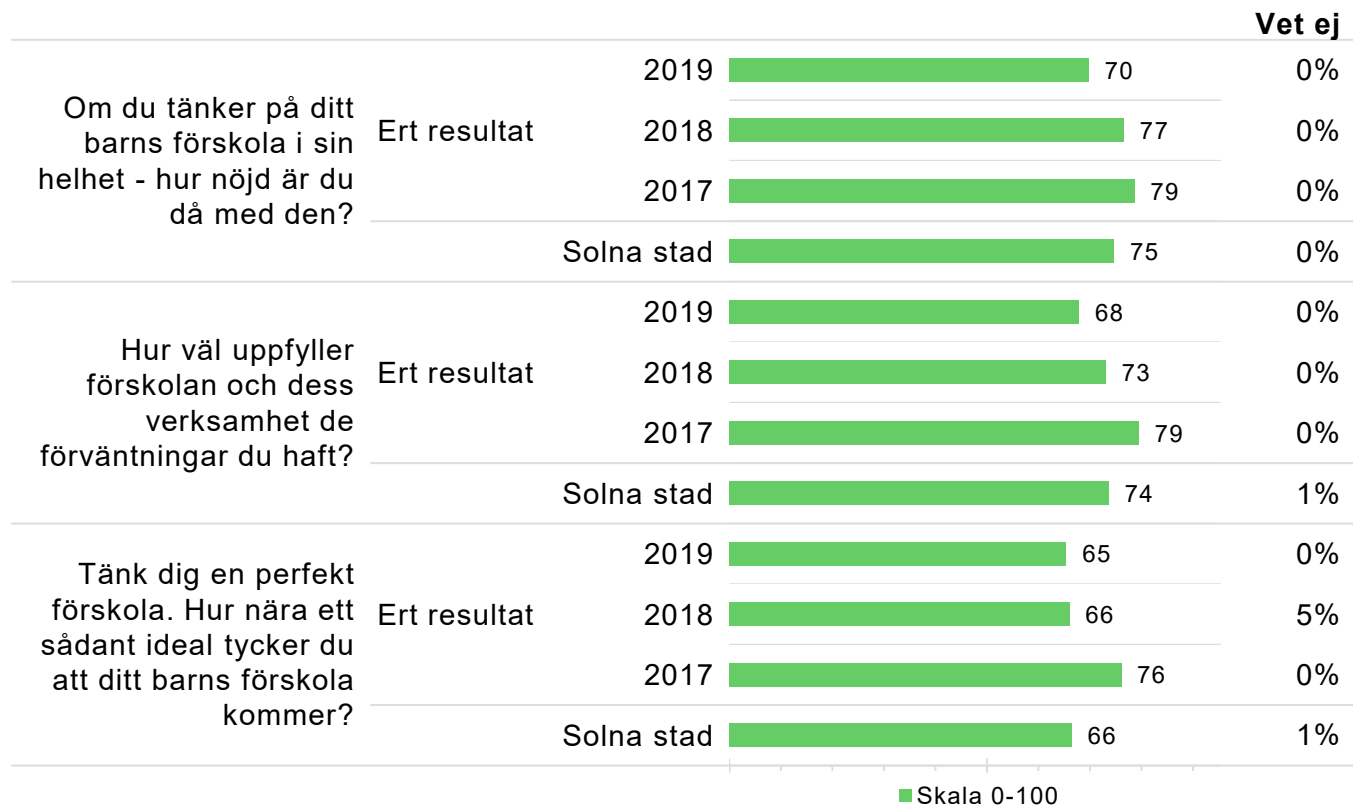 Vet ej
Om du tänker på ditt
barns förskola i sin
helhet - hur nöjd är du
då med den?
Ert resultat
2019 70 0%
2018 77 0%
2017 79 0%
Solna stad 75 0%
Hur väl uppfyller
förskolan och dess
verksamhet de
förväntningar du haft?
Ert resultat
2019 68 0%
2018 73 0%
2017 79 0%
Solna stad 74 1%
Tänk dig en perfekt
förskola. Hur nära ett
sådant ideal tycker du
att ditt barns förskola
kommer?
Ert resultat
2019 65 0%
2018 66 5%
2017 76 0%
Solna stad 66 1%
Skala 0-100